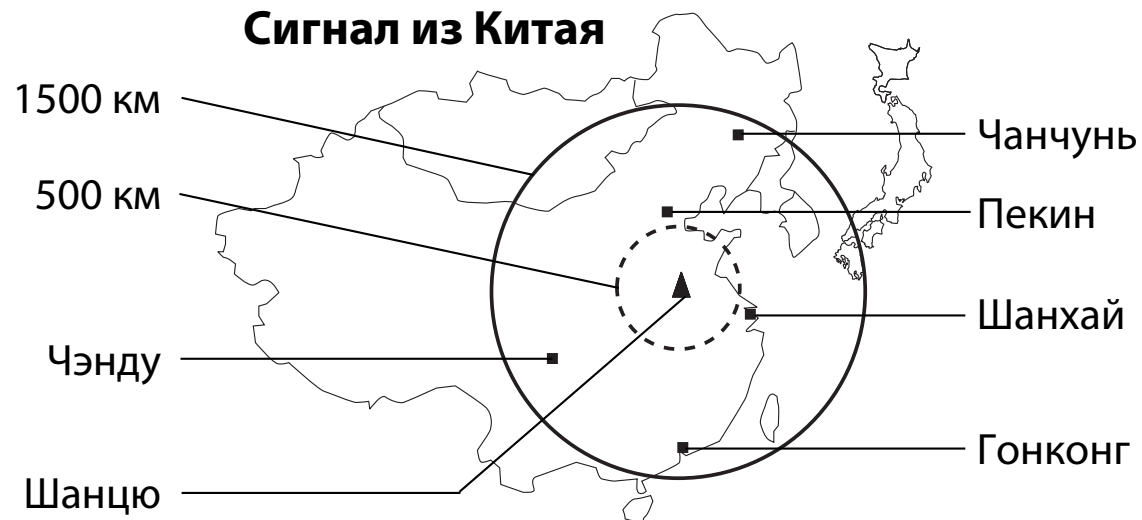 Сигнал из Китая
1500 км
500 км
Чэнду
Шанцю
Чанчунь
Пекин
Шанхай
Гонконг